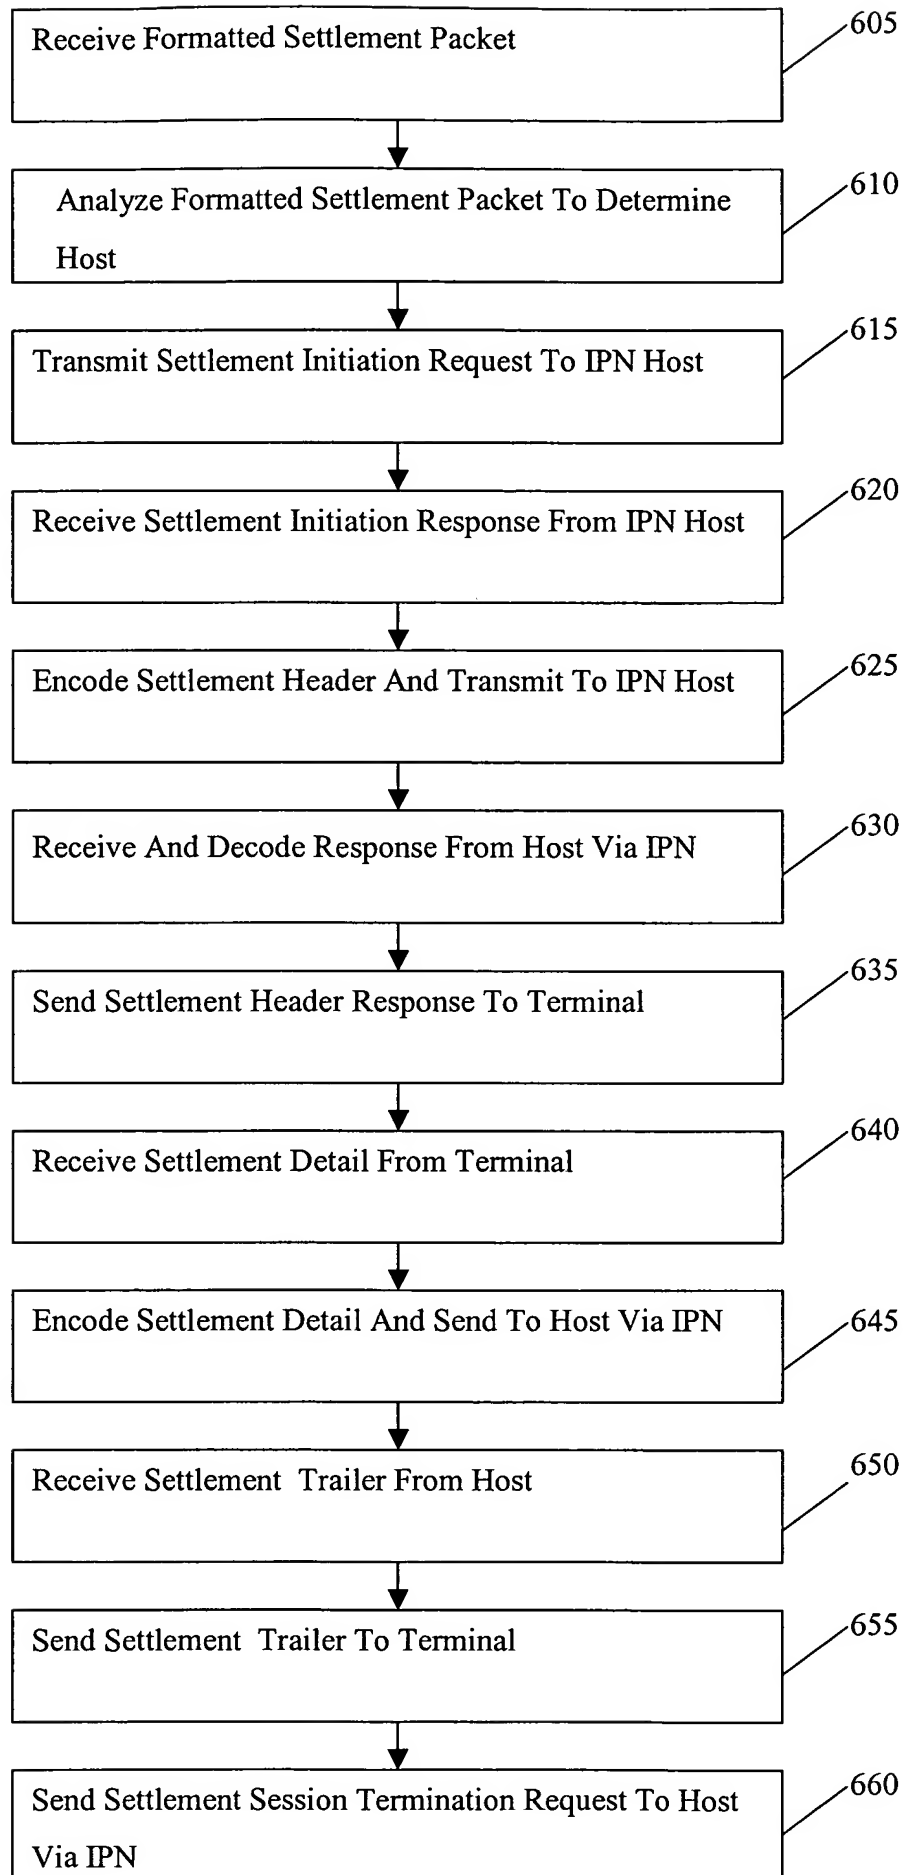 Receive Formatted Settlement Packet
605
Analyze Formatted Settlement Packet To Determine
Host
610
Transmit Settlement Initiation Request To IPN Host
615
Receive Settlement Initiation Response From IPN Host
620
Encode Settlement Header And Transmit To IPN Host
625
Receive And Decode Response From Host Via IPN
630
Send Settlement Header Response To Terminal
635
Receive Settlement Detail From Terminal
640
Encode Settlement Detail And Send To Host Via IPN
645
Receive Settlement Trailer From Host
650
Send Settlement Trailer To Terminal
655
Send Settlement Session Termination Request To Host
Via IPN
660